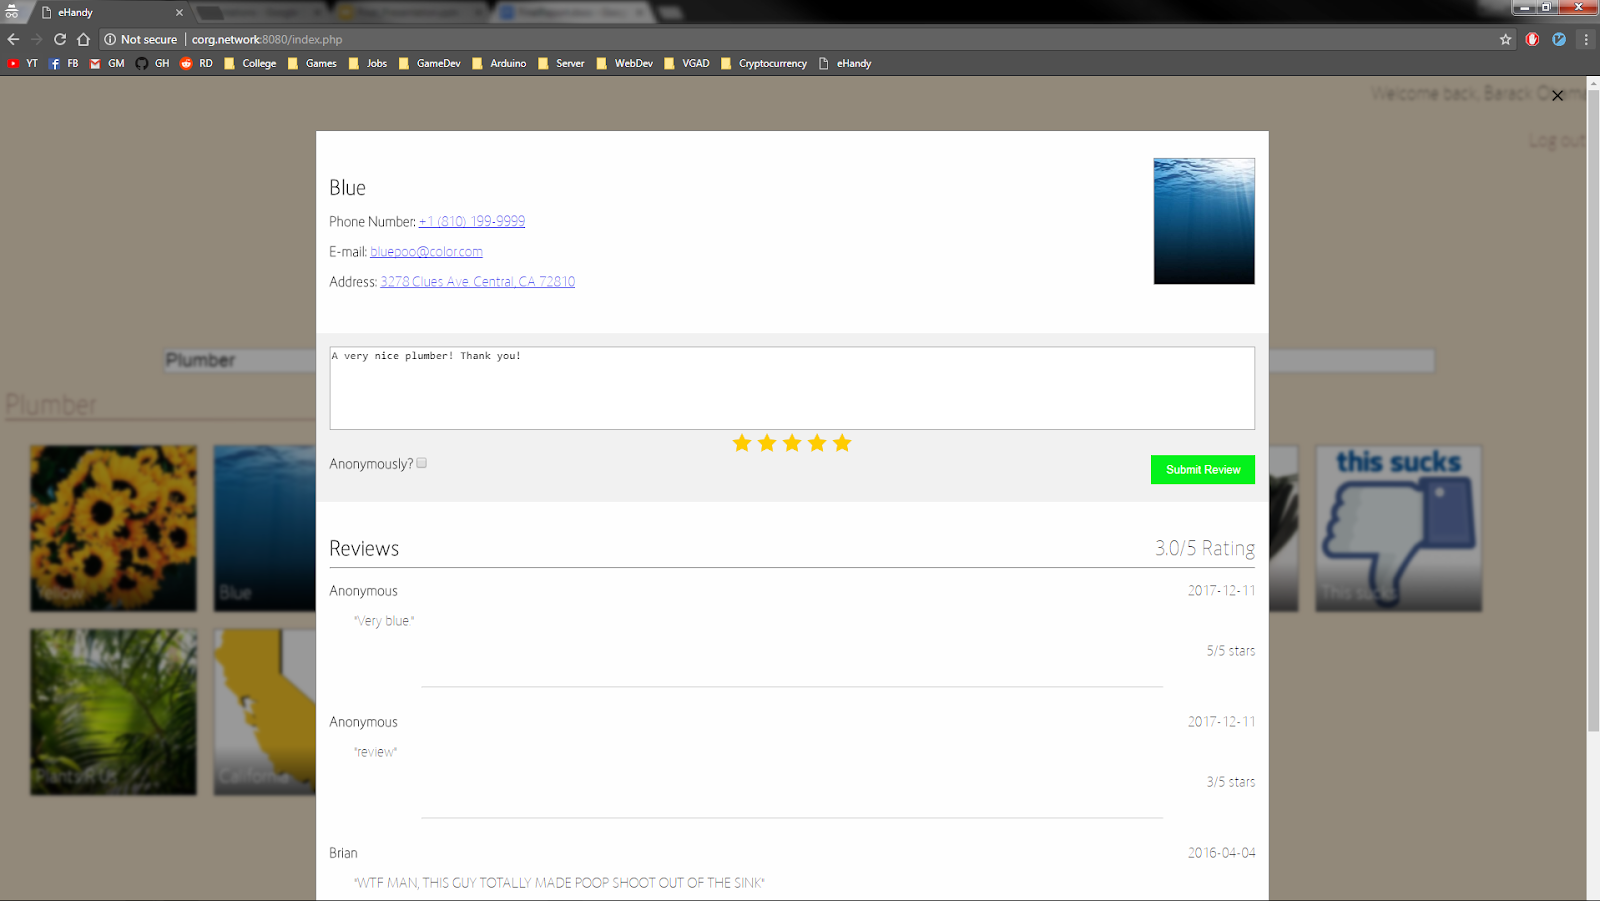 eHandy
Not secure corg.network:8080/index.php
YT FB GM GH RD College Games Jobs GameDev Arduino Server WebDev VGAD Cryptocurrency eHandy
Welcome back, Barack
Log out
Blue
Phone Number: +1 (810) 199-9999
E-mail: bluepoo@color.com
Address: 3278 Clues Ave. Central, CA 72810
Plumber
A very nice plumber! Thank you!
Plumber
Anonymously?
Submit Review
this sucks
Yellow
Blue
This sucks
Plants R Us
California
Reviews 3.0/5 Rating
Anonymous 2017-12-11
"Very blue."
5/5 stars
Anonymous 2017-12-11
"review"
3/5 stars
Brian 2016-04-04
"WTF MAN, THIS GUY TOTALLY MADE POOP SHOOT OUT OF THE SINK"